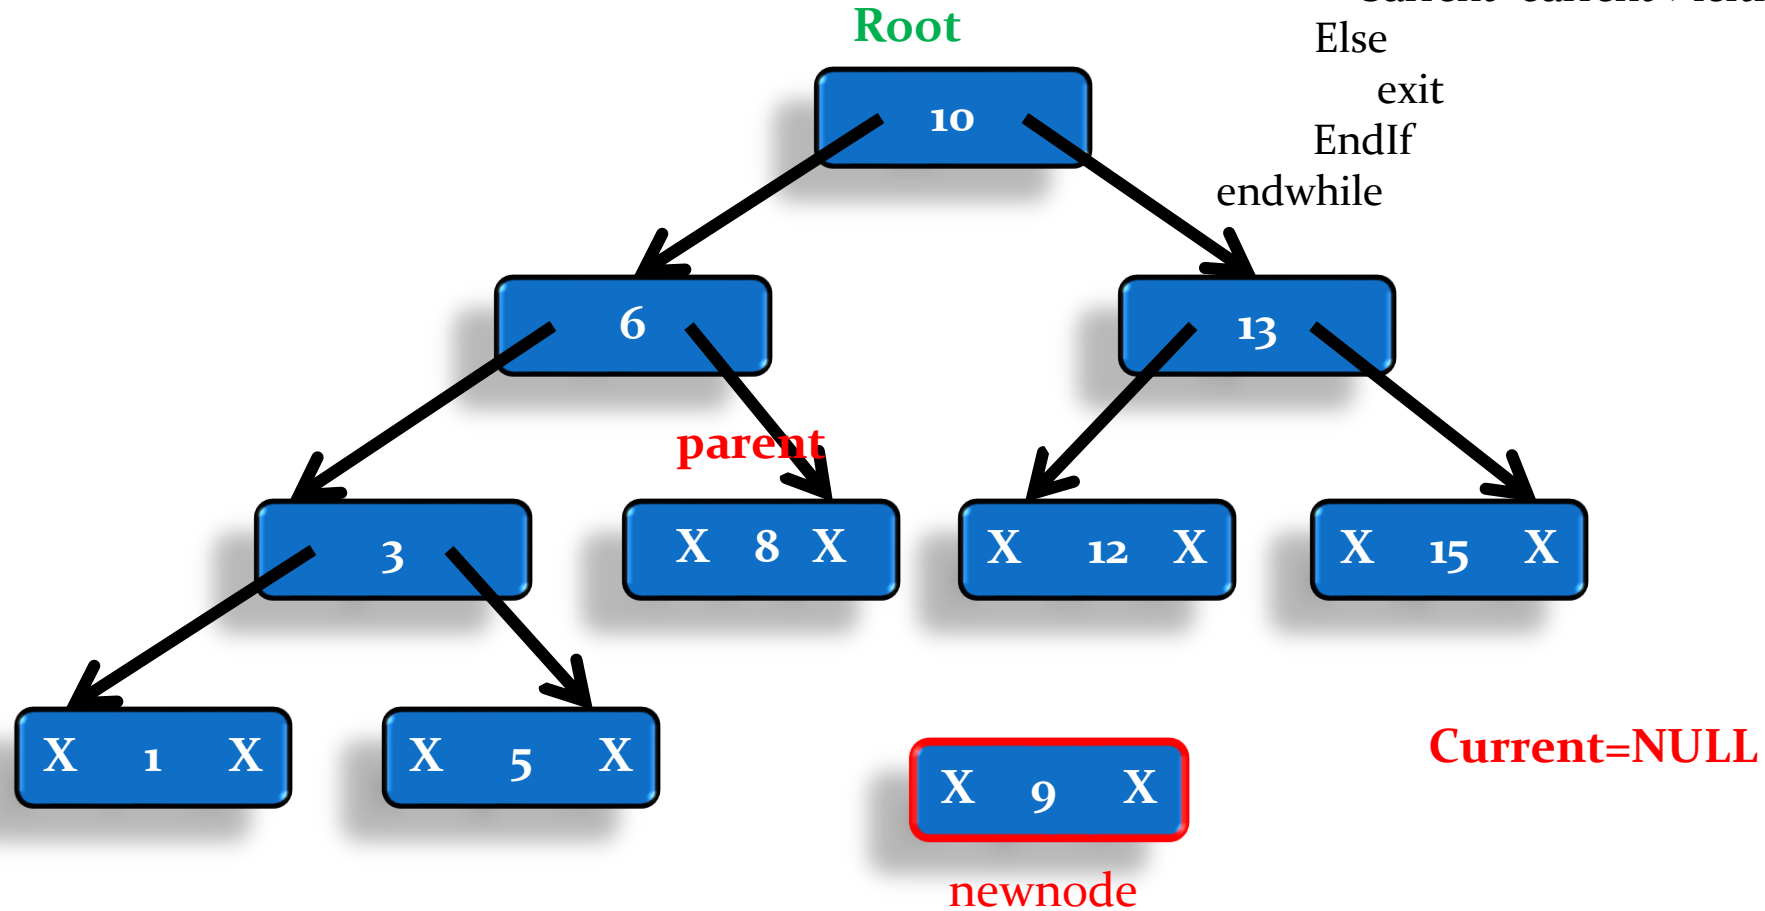 Root
Else
exit
EndIf
endwhile
10
6
13
parent
3
X 8 X
X 12 X
X 15 X
X 1 X
X 5 X
X 9 X
Current=NULL
newnode